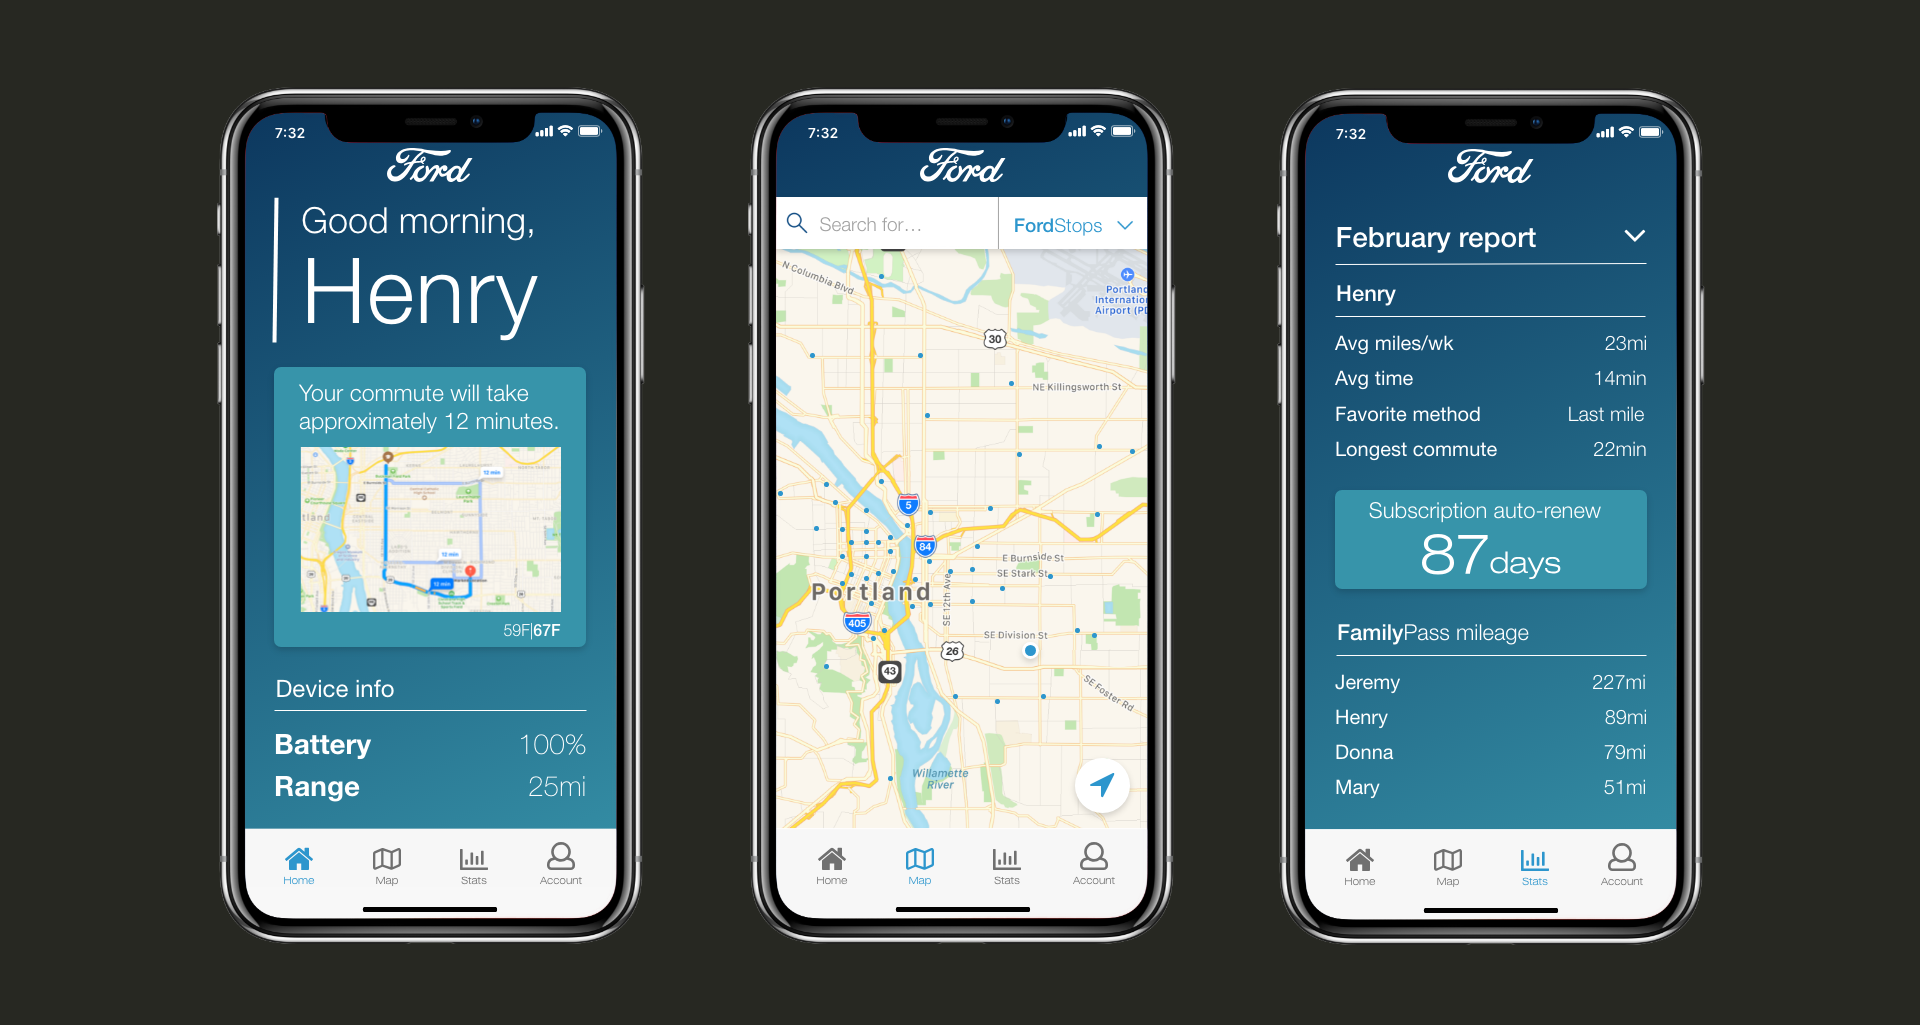 7:32
Ford
Good morning,
Henry
Your commute will take
approximately 12 minutes.
12 min
12 min
12 min
59F|67F
Device info
Battery 100%
Range 25mi
Home Map Stats Account
7:32
Ford
Search for... FordStops
N Columbia Blvd
Portland
Internation
Airport (PD
30
NE Killingsworth St
5
84
E Burnside St
SE Stark St
Portland
SE 12th Ave
405
SE Division St
26
43
SE Foster Rd
Willamette
River
Home Map Stats Account
7:32
Ford
February report
Henry
Avg miles/wk 23mi
Avg time 14min
Favorite method Last mile
Longest commute 22min
Subscription auto-renew
87 days
FamilyPass mileage
Jeremy 227mi
Henry 89mi
Donna 79mi
Mary 51mi
Home Map Stats Account